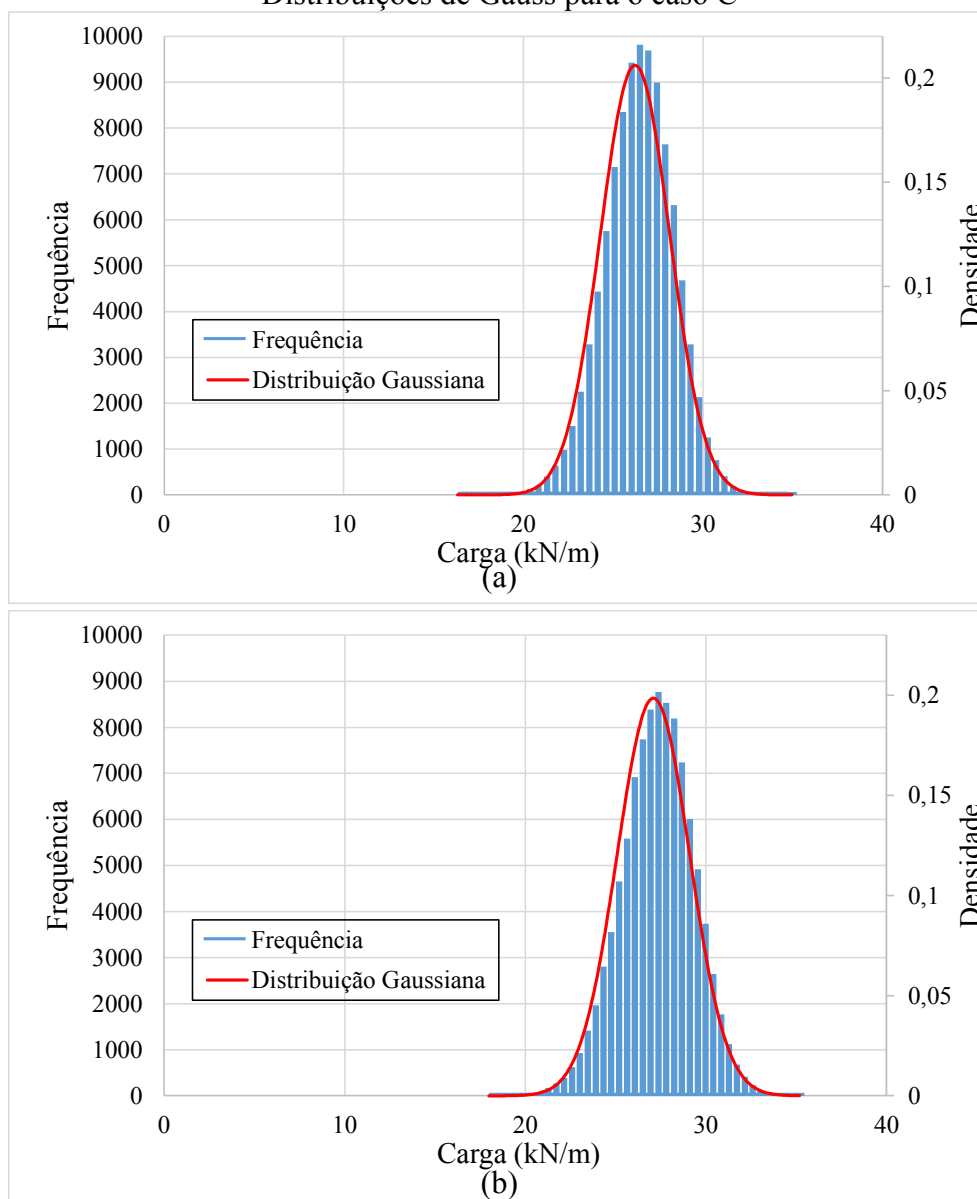 Distribuições de Gauss para o caso C
10000
9000
8000
7000
6000
5000
4000
3000
2000
1000
0
Frequência
0,2
0,15
0,1
0,05
0
Densidade
Frequência
Distribuição Gaussiana
0 10 20 30 40
Carga (kN/m)
(a)
10000
9000
8000
7000
6000
5000
4000
3000
2000
1000
0
Frequência
0,2
0,15
0,1
0,05
0
Densidade
Frequência
Distribuição Gaussiana
0 10 20 30 40
Carga (kN/m)
(b)